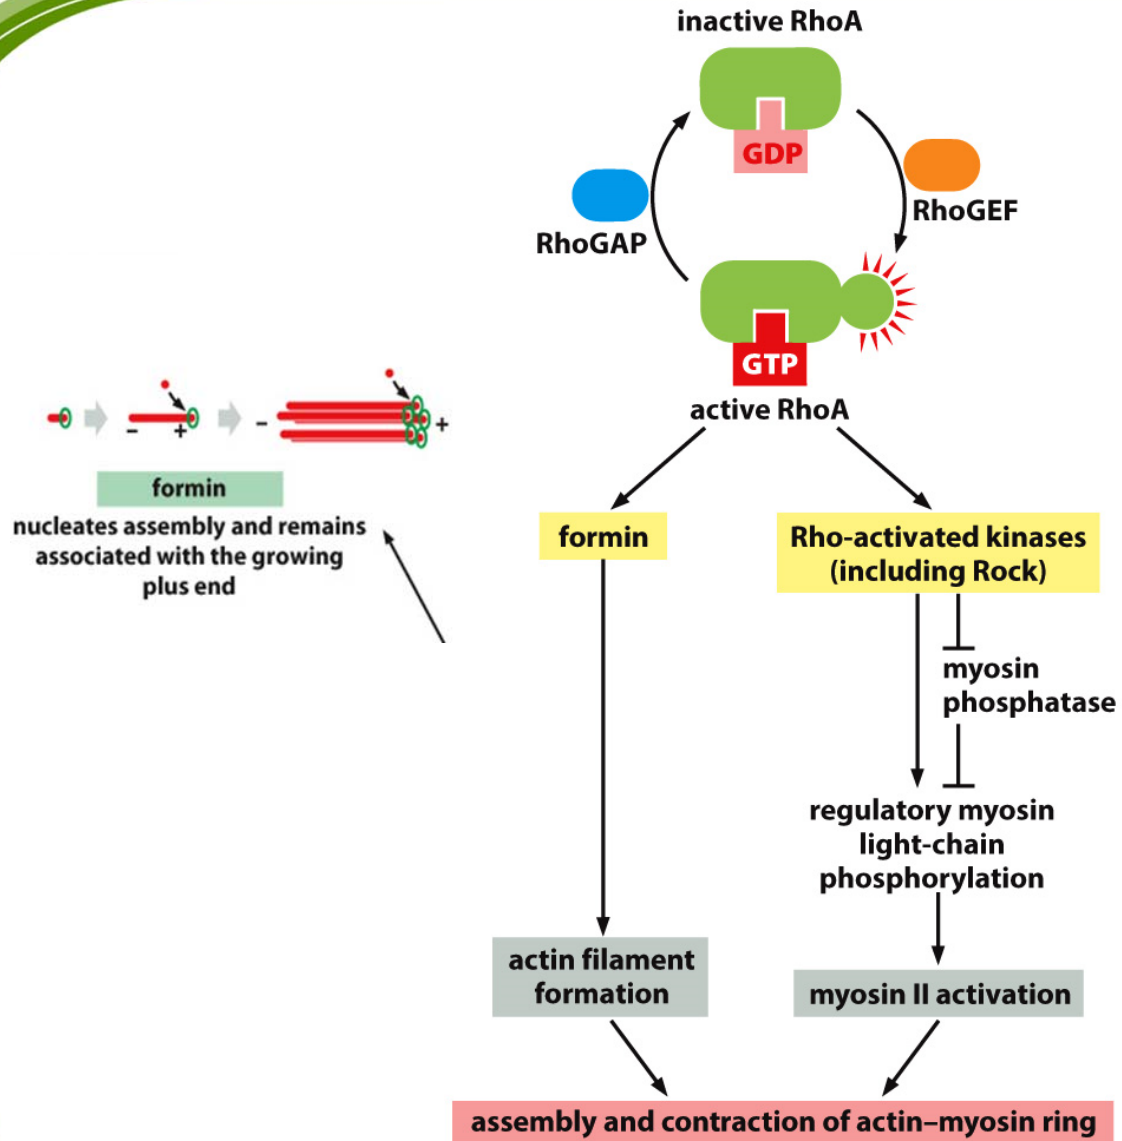 inactive RhoA
GDP
RhoGEF
RhoGAP
GTP
active RhoA
– + – +
formin
nucleates assembly and remains
associated with the growing
plus end
formin
Rho-activated kinases
(including Rock)
myosin
phosphatase
regulatory myosin
light-chain
phosphorylation
actin filament
formation
myosin II activation
assembly and contraction of actin–myosin ring